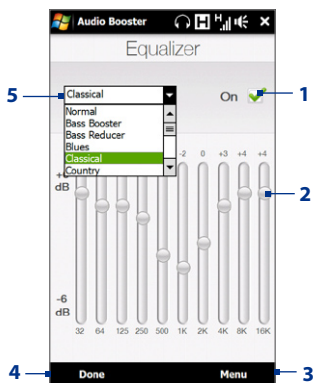 Audio Booster
Equalizer
5
Classical
On
1
Normal
Bass Booster
Bass Reducer
Blues
Classical
Country
-2 0 +3 +4 +4
dB
2
-6
dB
32 64 125 250 500 1K 2K 4K 8K 16K
4
Done
Menu
3